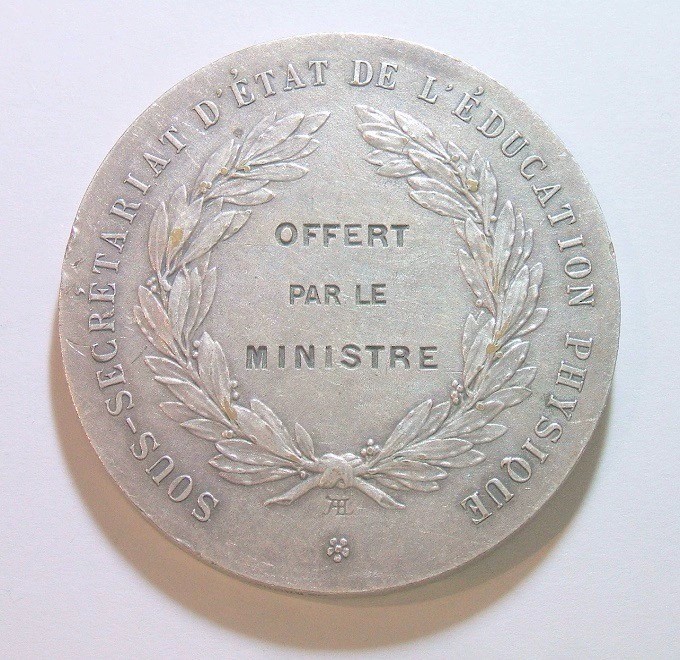 SOUS-SECRÉTARIAT D'ÉTAT DE L'ÉDUCATION PHYSIQUE
OFFERT
PAR LE
MINISTRE